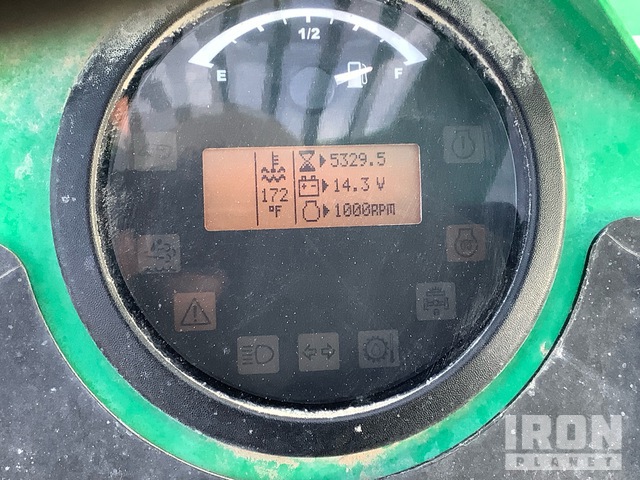 1/2
E F
5329.5
172 14.3 V
°F 1000RPM
IRON
PLANET